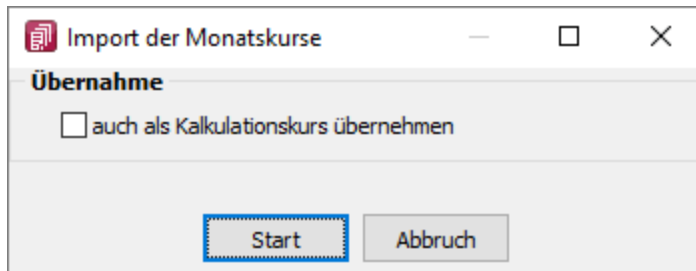 Import der Monatskurse
Übernahme
auch als Kalkulationskurs übernehmen
Start Abbruch